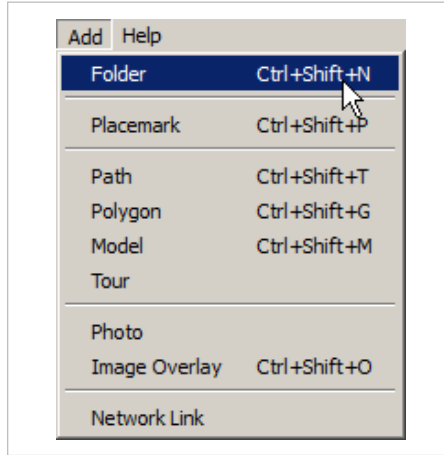 Add Help
Folder Ctrl+Shift+N
Placemark Ctrl+Shift+P
Path Ctrl+Shift+T
Polygon Ctrl+Shift+G
Model Ctrl+Shift+M
Tour
Photo
Image Overlay Ctrl+Shift+O
Network Link